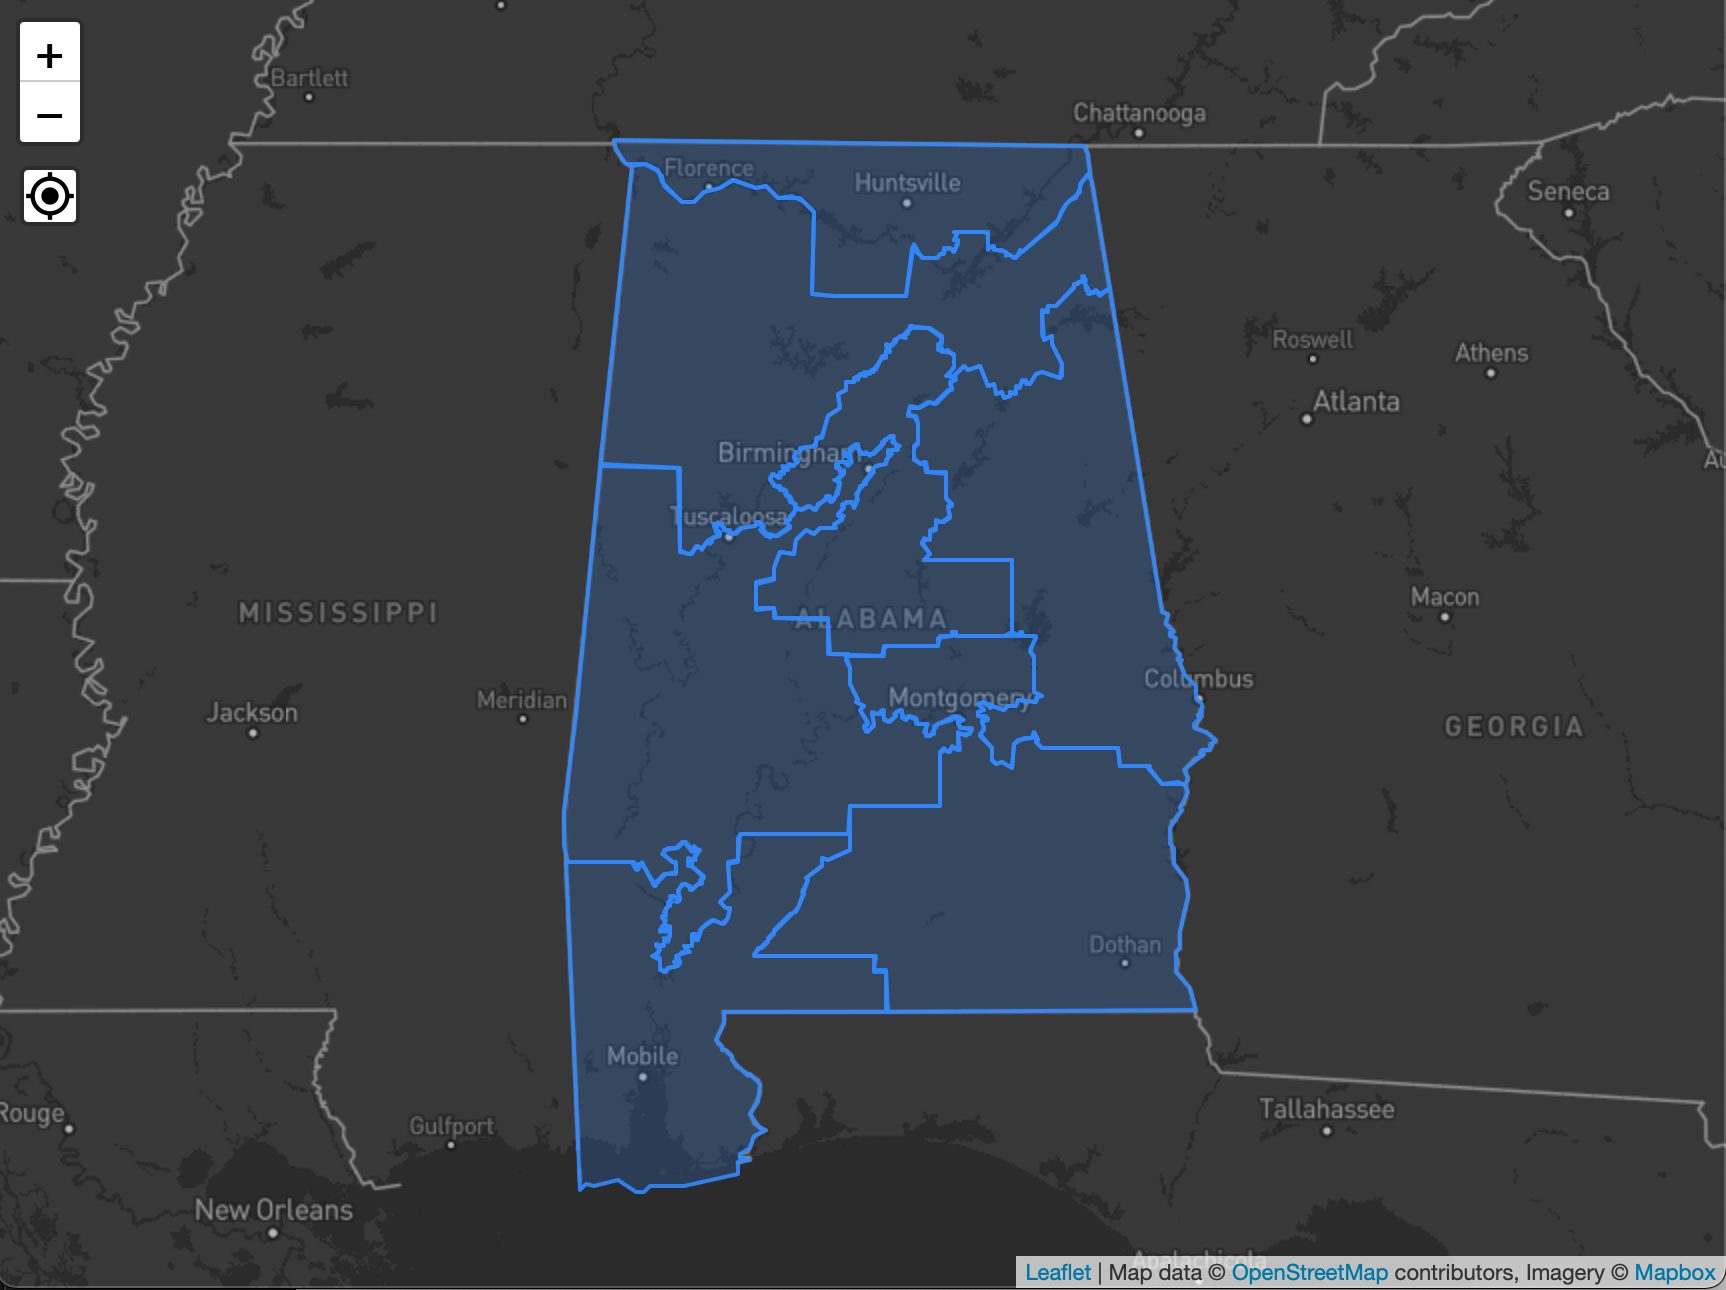 +
Bartlett
−
Chattanooga
Florence
Huntsville
Seneca
Roswell
Athens
Atlanta
Birmingham
Tuscaloosa
MISSISSIPPI
ALABAMA
Macon
Meridian
Montgomery
Columbus
Jackson
GEORGIA
Dothan
Mobile
Rouge
Gulfport
Tallahassee
New Orleans
Apalachicola
Leaflet | Map data © OpenStreetMap contributors, Imagery © Mapbox